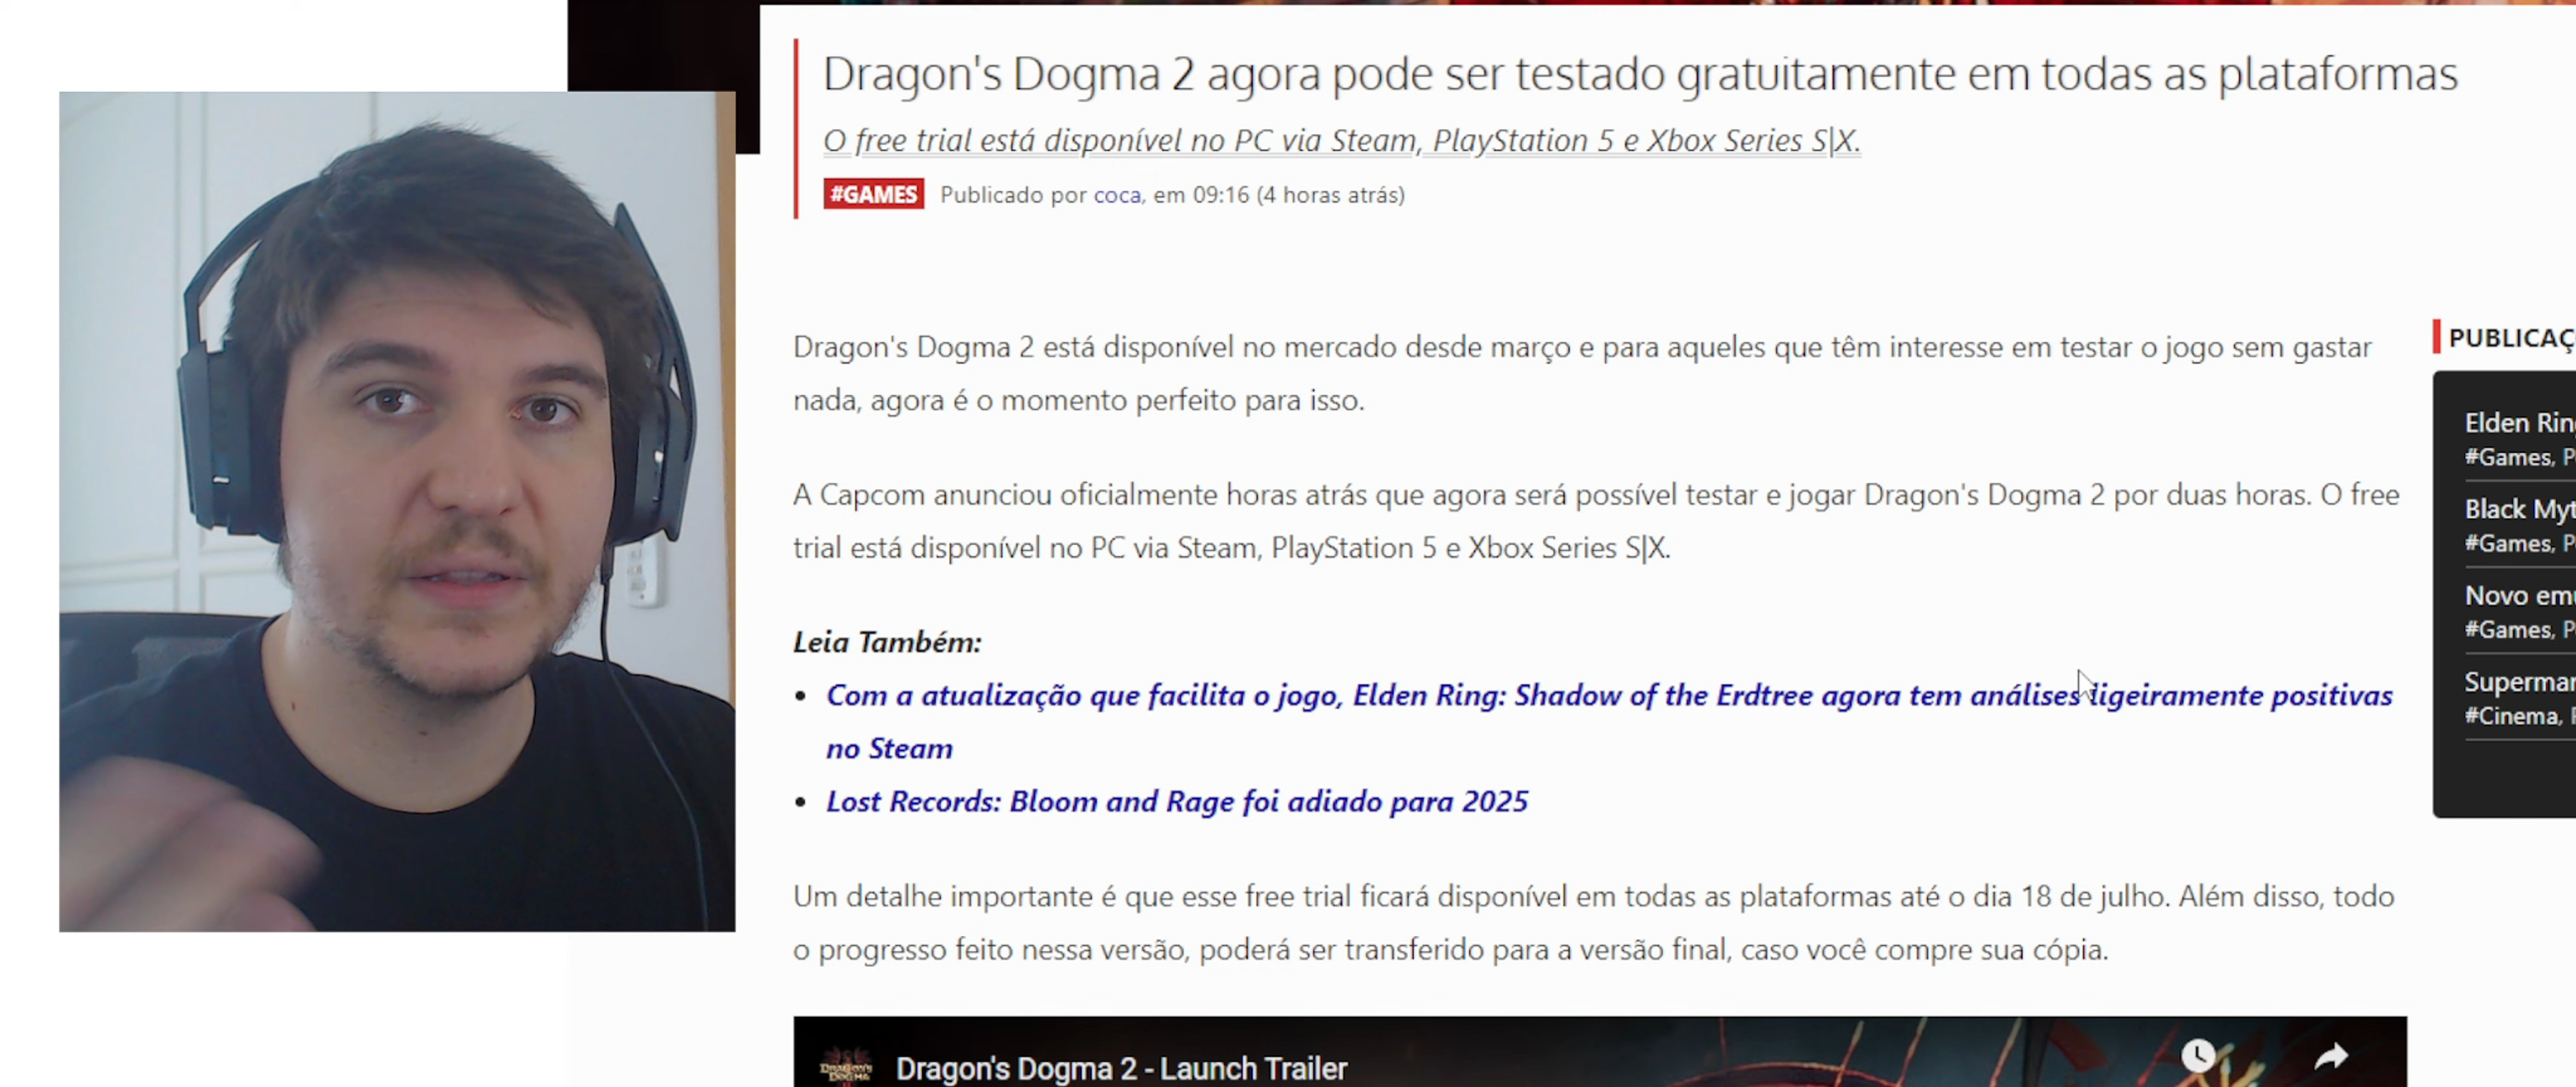 Dragon's Dogma 2 agora pode ser testado gratuitamente em todas as plataformas
O free trial está disponível no PC via Steam, PlayStation 5 e Xbox Series S|X.
#GAMES Publicado por coca, em 09:16 (4 horas atrás)
Dragon's Dogma 2 está disponível no mercado desde março e para aqueles que têm interesse em testar o jogo sem gastar
nada, agora é o momento perfeito para isso.
A Capcom anunciou oficialmente horas atrás que agora será possível testar e jogar Dragon's Dogma 2 por duas horas. O free
trial está disponível no PC via Steam, PlayStation 5 e Xbox Series S|X.
Leia Também:
• Com a atualização que facilita o jogo, Elden Ring: Shadow of the Erdtree agora tem análises ligeiramente positivas
no Steam
• Lost Records: Bloom and Rage foi adiado para 2025
Um detalhe importante é que esse free trial ficará disponível em todas as plataformas até o dia 18 de julho. Além disso, todo
o progresso feito nessa versão, poderá ser transferido para a versão final, caso você compre sua cópia.
DRAGON'S DOGMA
Dragon's Dogma 2 - Launch Trailer
PUBLICAÇ
Elden Rin
#Games, P
Black Myt
#Games, P
Novo em
#Games, P
Superma
#Cinema,